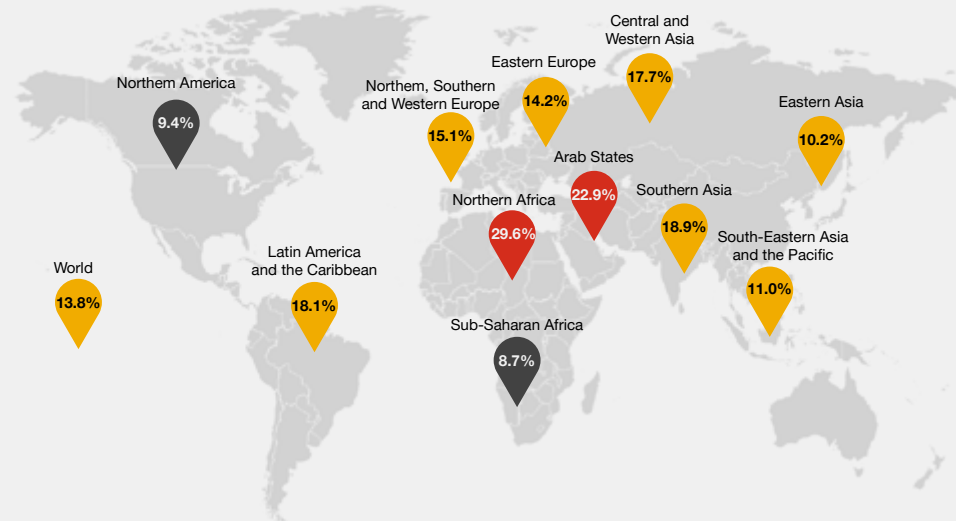 Central and
Western Asia
17.7%
Eastern Europe
14.2%
Northem America
9.4%
Northem, Southern
and Western Europe
15.1%
Eastern Asia
10.2%
Arab States
22.9%
Southern Asia
18.9%
Northern Africa
29.6%
South-Eastern Asia
and the Pacific
11.0%
Latin America
and the Caribbean
18.1%
World
13.8%
Sub-Saharan Africa
8.7%